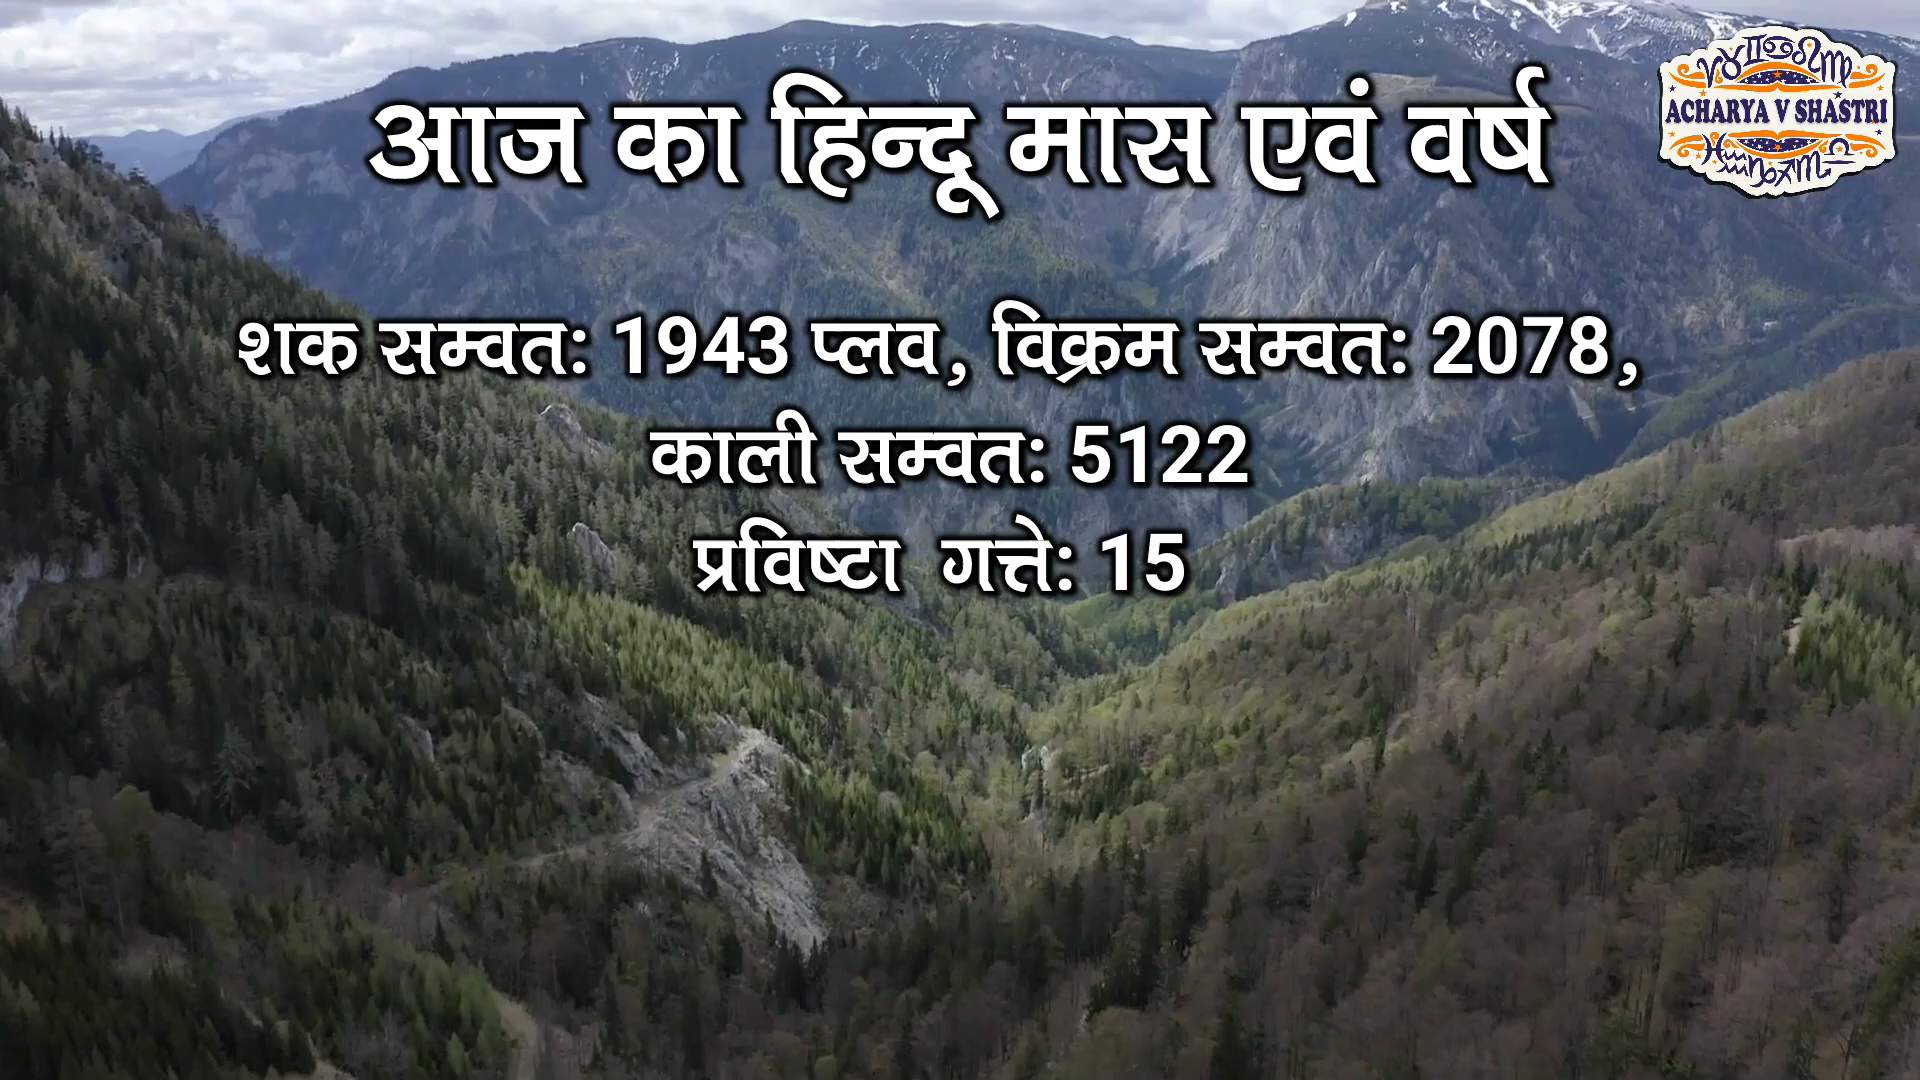 आज का हिन्दू मास एवं वर्ष
ACHARYA V SHASTRI
शक सम्वत: 1943 प्लव, विक्रम सम्वत: 2078,
काली सम्वत: 5122
प्रविष्टा गत्ते: 15